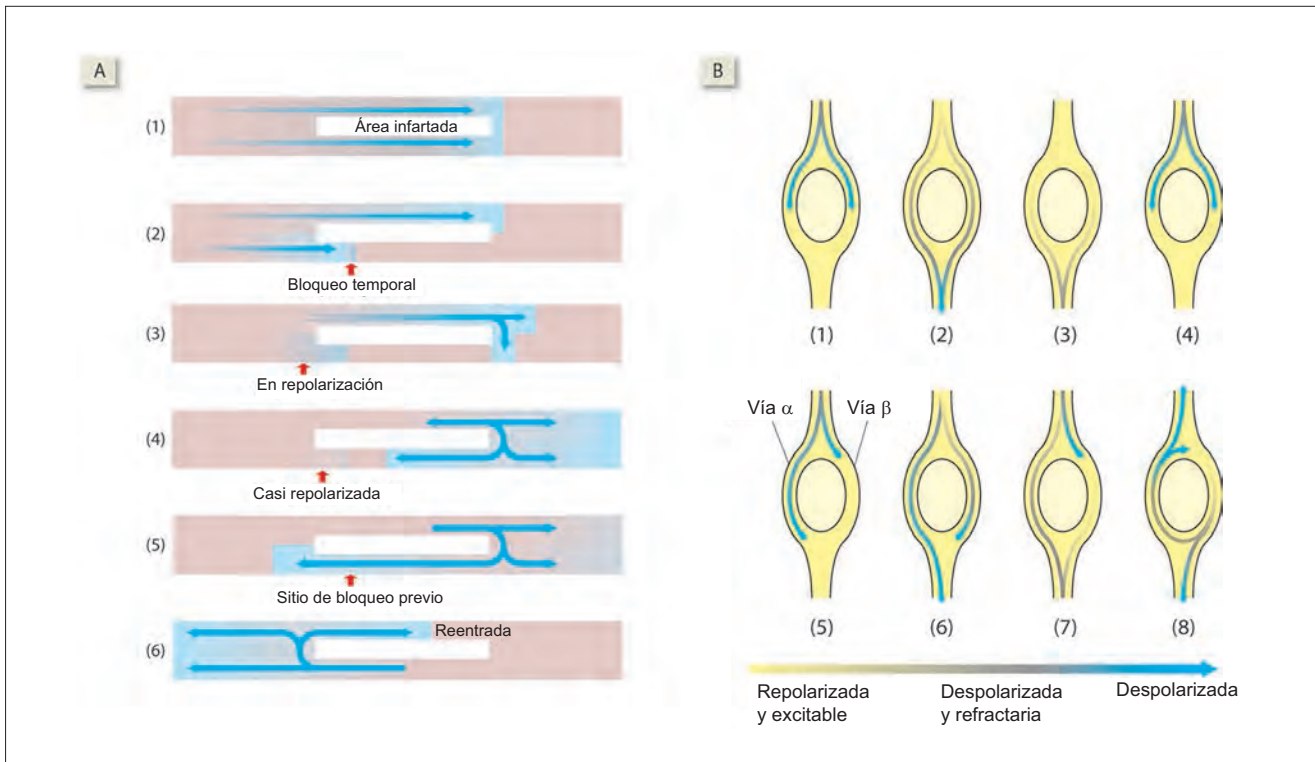 A
(1)
Área infartada
(2)
Bloqueo temporal
(3)
En repolarización
(4)
Casi repolarizada
(5)
Sitio de bloqueo previo
(6)
Reentrada
B
(1) (2) (3) (4)
Vía α Vía β
(5) (6) (7) (8)
Repolarizada Despolarizada Despolarizada
y excitable y refractaria